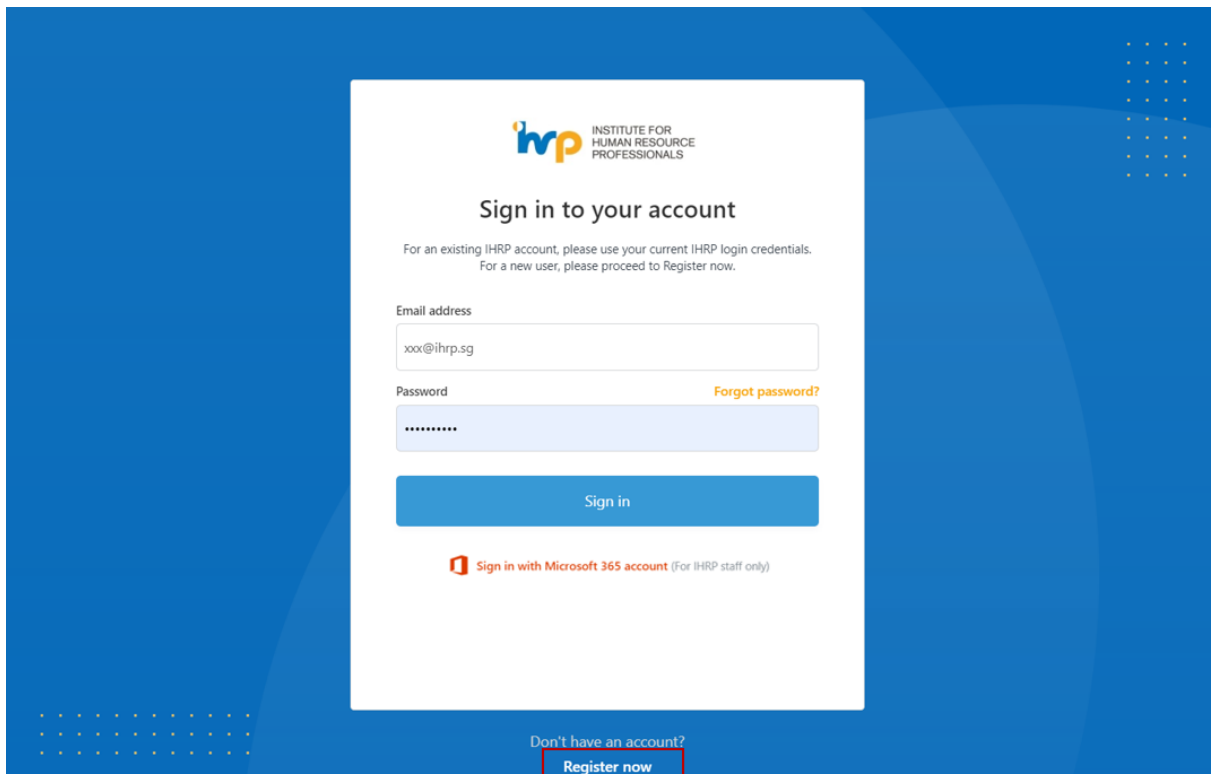 ihrp INSTITUTE FOR
HUMAN RESOURCE
PROFESSIONALS
Sign in to your account
For an existing IHRP account, please use your current IHRP login credentials.
For a new user, please proceed to Register now.
Email address
xxx@ihrp.sg
Password Forgot password?
••••••••••
Sign in
Sign in with Microsoft 365 account (For IHRP staff only)
Don't have an account?
Register now